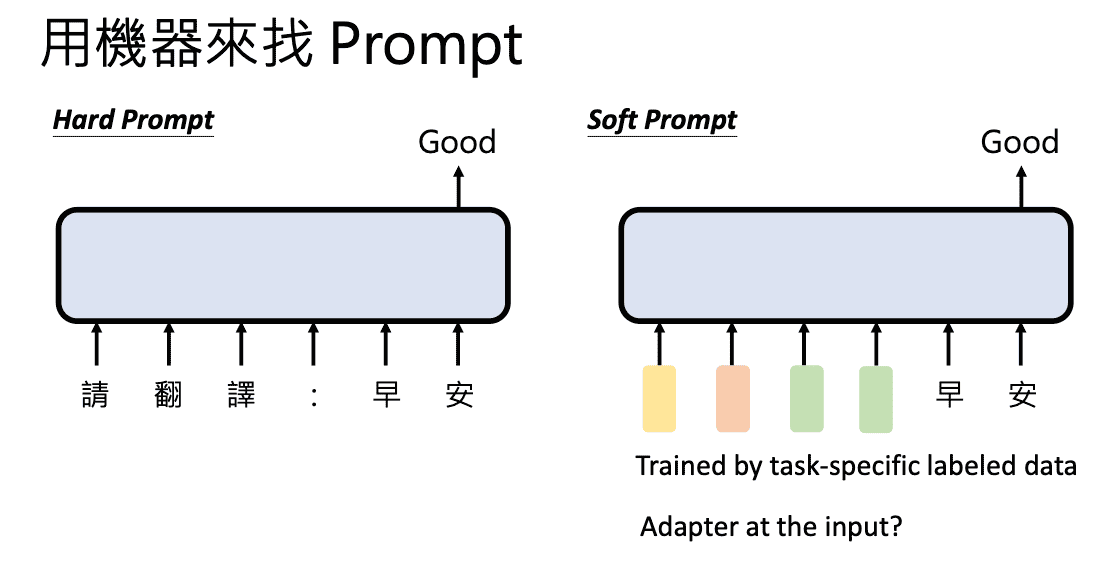 用機器來找 Prompt
Hard Prompt
Good
請 翻 譯 : 早 安
Soft Prompt
Good
早 安
Trained by task-specific labeled data
Adapter at the input?